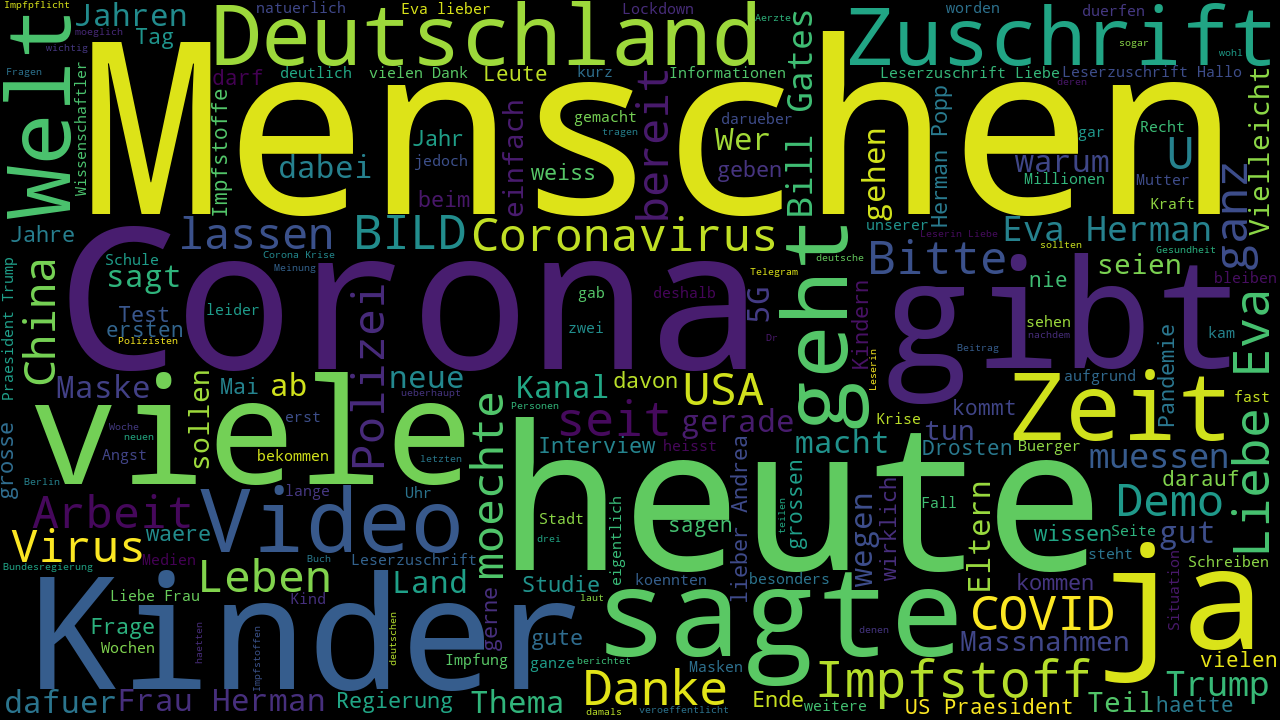 Impfpflicht
natuerlich
Eva lieber
Lockdown
Aerzte
worden
duerfen
sogar
wohl
moeglich
wichtig
Fragen
Jahren
Tag
Deutschland
Zuschrift
Welt
Menschen
darf
deutlich
vielen Dank
Leute
kurz
Informationen
Leserzuschrift Liebe
Leserzuschrift Hallo
deren
Wissenschaftler
Impfstoffe
dabei
Jahr
jedoch
beim
einfach
weiss
gemacht
tragen
bereit
darueber
Wer
geben
Bill Gates
gehen
Herman Popp
warum
gar
Millionen
Recht
U
Mutter
Kraft
Vielleicht
ganz
Jahre
lassen
BILD
Coronavirus
unserer
Leserin Liebe
Eva Herman
sollten
Gesundheit
Corona Krise
Meinung
Schule
sagt
China
Corona
Telegram
deutsche
geht
Bitte
gibt
nie
seien
bleiben
Praesident Trump
Test
ersten
Polizisten
leider
Polizei
gab
zwei
deshalb
5G
Dr
Kindern
Leserin
sehen
nachdem
Beitrag
kam
Pandemie
Eva
Maske
viele
Mai
ab
neue
ueberhaupt
Kanal
davon
USA
Personen
aufgrund
Zeit
fast
grosse
Woche
neuen
Angst
sollen
erst
bekommen
letzten
moechte
seit
gerade
Krise
kommt
tun
Interview
heisst
macht
Drosten
Buerger
muessen
darauf
Liebe
Berlin
Arbeit
Video
lange
Uhr
heute
lieber Andrea
grossen
teilen
wegen
wirklich
Fall
Eltern
Demo
Stadt
drei
sagen
eigentlich
wissen
Seite
gut
steht
Virus
waere
Medien
Bundesregierung
Buch
Leserzuschrift
Leben
Land
Studie
koennten
besonders
kommen
Situation
Schreiben
ja
Kinder
Liebe Frau
Kind
Frage
Wochen
haetten
Impfstoffen
deutschen
gerne
gute
laut
sagte
denen
COVID
Massnahmen
vielen
Impfung
ganze
berichtet
Masken
Impfstoff
Trump
dafuer
Frau Herman
Regierung
Thema
Danke
damals
veroeffentlicht
Ende
weitere
US Praesident
Teil
haette